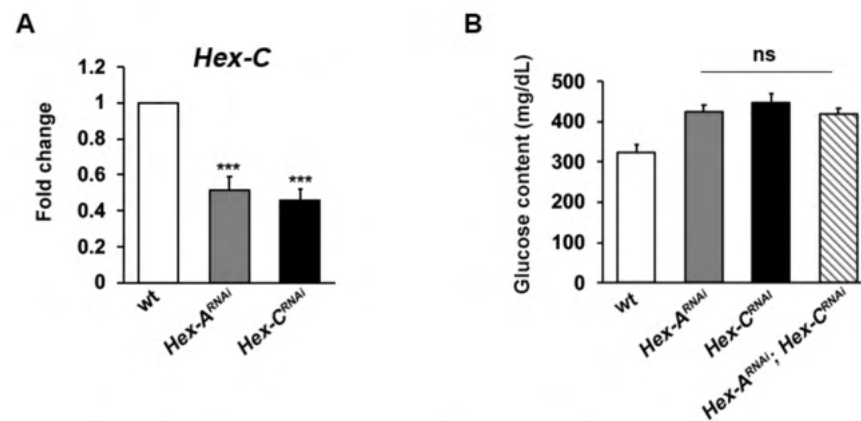 A
Hex-C
Fold change
1.2
1
0.8
0.6
0.4
0.2
0
***
***
wt
Hex-A^RNAi
Hex-C^RNAi
B
ns
Glucose content (mg/dL)
500
400
300
200
100
0
wt
Hex-A^RNAi
Hex-C^RNAi
Hex-A^RNAi; Hex-C^RNAi